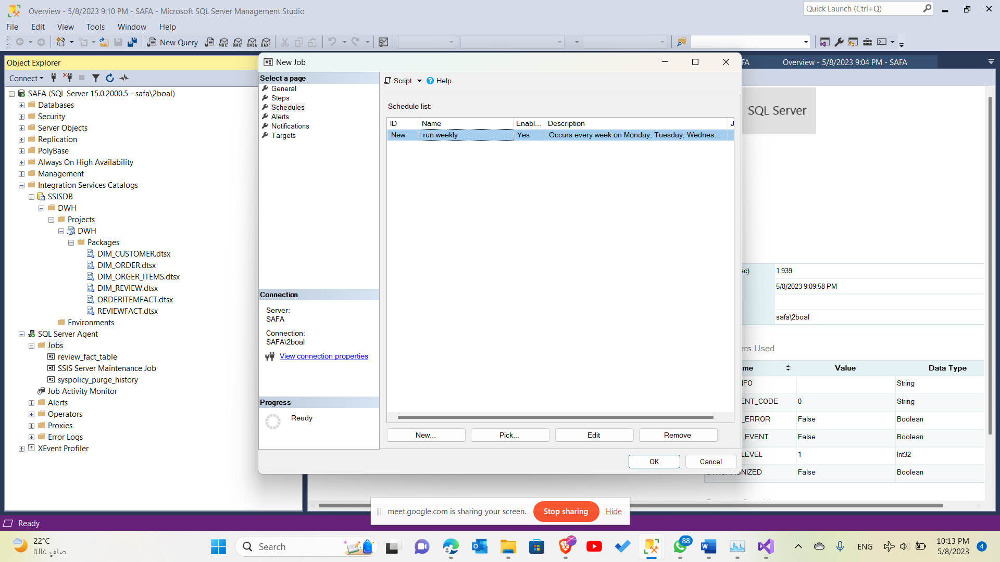 Overview - 5/8/2023 9:10 PM - SAFA - Microsoft SQL Server Management Studio
Quick Launch (Ctrl+Q)
File Edit View Tools Window Help
New Query
MDX DMX XMLA DAX
Object Explorer
Connect
SAFA (SQL Server 15.0.2000.5 - safa\2boal)
Databases
Security
Server Objects
Replication
PolyBase
Always On High Availability
Management
Integration Services Catalogs
SSISDB
DWH
Projects
DWH
Packages
DIM_CUSTOMER.dtsx
DIM_ORDER.dtsx
DIM_ORGER_ITEMS.dtsx
DIM_REVIEW.dtsx
ORDERITEMFACT.dtsx
REVIEWFACT.dtsx
Environments
SQL Server Agent
Jobs
review_fact_table
SSIS Server Maintenance Job
syspolicy_purge_history
Job Activity Monitor
Alerts
Operators
Proxies
Error Logs
XEvent Profiler
New Job
Select a page
General
Steps
Schedules
Alerts
Notifications
Targets
Connection
Server:
SAFA
Connection:
SAFA\2boal
View connection properties
Progress
Ready
Script Help
Schedule list:
ID Name Enabl... Description J
New run weekly Yes Occurs every week on Monday, Tuesday, Wednes...
New... Pick... Edit Remove
OK Cancel
FA Overview - 5/8/2023 9:04 PM - SAFA
SQL Server
ec) 1.939
5/8/2023 9:09:58 PM
safa\2boal
ers Used
me Value Data Type
NFO String
ENT_CODE 0 String
_ERROR False Boolean
_EVENT False Boolean
LEVEL 1 Int32
NIZED False Boolean
meet.google.com is sharing your screen. Stop sharing Hide
Ready
22°C
صافٍ غالبًا
Search
88
ENG
10:13 PM
5/8/2023
4